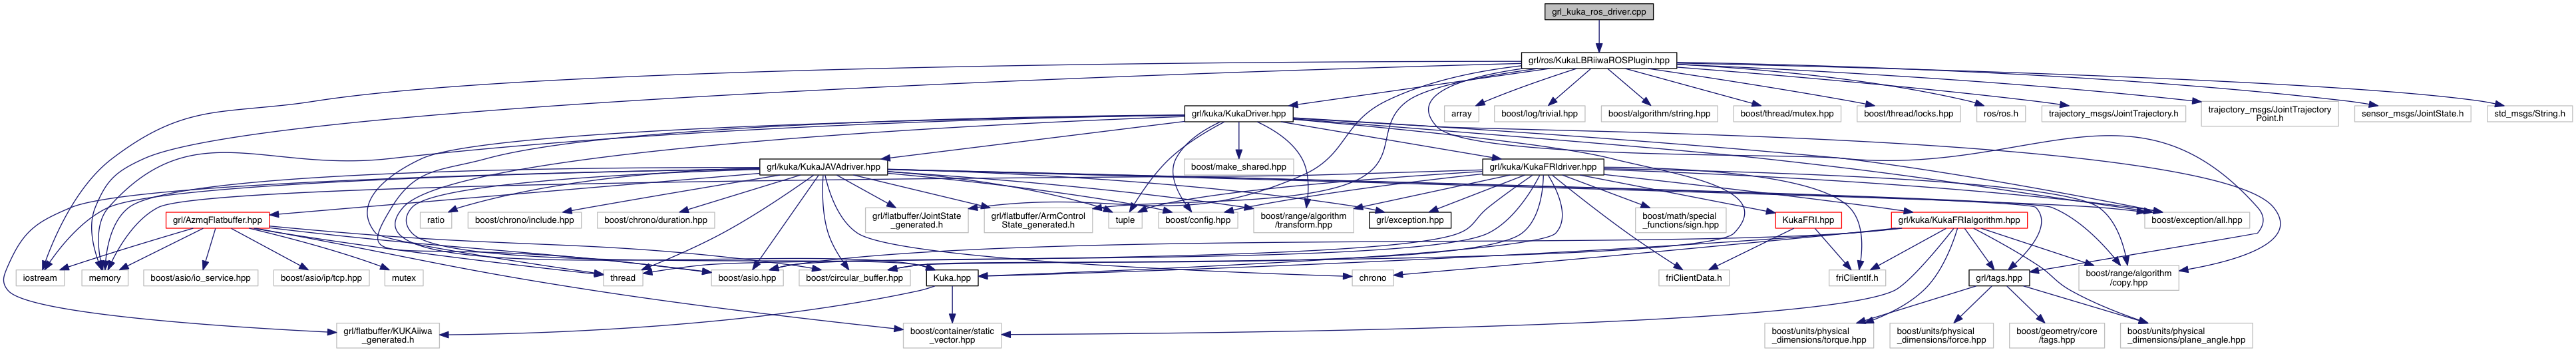 grl_kuka_ros_driver.cpp
grl/ros/KukaLBRiiwaROSPlugin.hpp
grl/kuka/KukaDriver.hpp
array
boost/log/trivial.hpp
boost/algorithm/string.hpp
boost/thread/mutex.hpp
boost/thread/locks.hpp
ros/ros.h
trajectory_msgs/JointTrajectory.h
trajectory_msgs/JointTrajectory
Point.h
sensor_msgs/JointState.h
std_msgs/String.h
grl/kuka/KukaJAVAdriver.hpp
boost/make_shared.hpp
grl/kuka/KukaFRIdriver.hpp
grl/AzmqFlatbuffer.hpp
ratio
boost/chrono/include.hpp
boost/chrono/duration.hpp
grl/flatbuffer/JointState
_generated.h
grl/flatbuffer/ArmControl
State_generated.h
tuple
boost/config.hpp
boost/range/algorithm
/transform.hpp
grl/exception.hpp
boost/math/special
_functions/sign.hpp
KukaFRI.hpp
grl/kuka/KukaFRIalgorithm.hpp
boost/exception/all.hpp
iostream
memory
boost/asio/io_service.hpp
boost/asio/ip/tcp.hpp
mutex
thread
boost/asio.hpp
boost/circular_buffer.hpp
Kuka.hpp
chrono
friClientData.h
friClientIf.h
grl/tags.hpp
boost/range/algorithm
/copy.hpp
grl/flatbuffer/KUKAiiwa
_generated.h
boost/container/static
_vector.hpp
boost/units/physical
_dimensions/torque.hpp
boost/units/physical
_dimensions/force.hpp
boost/geometry/core
/tags.hpp
boost/units/physical
_dimensions/plane_angle.hpp